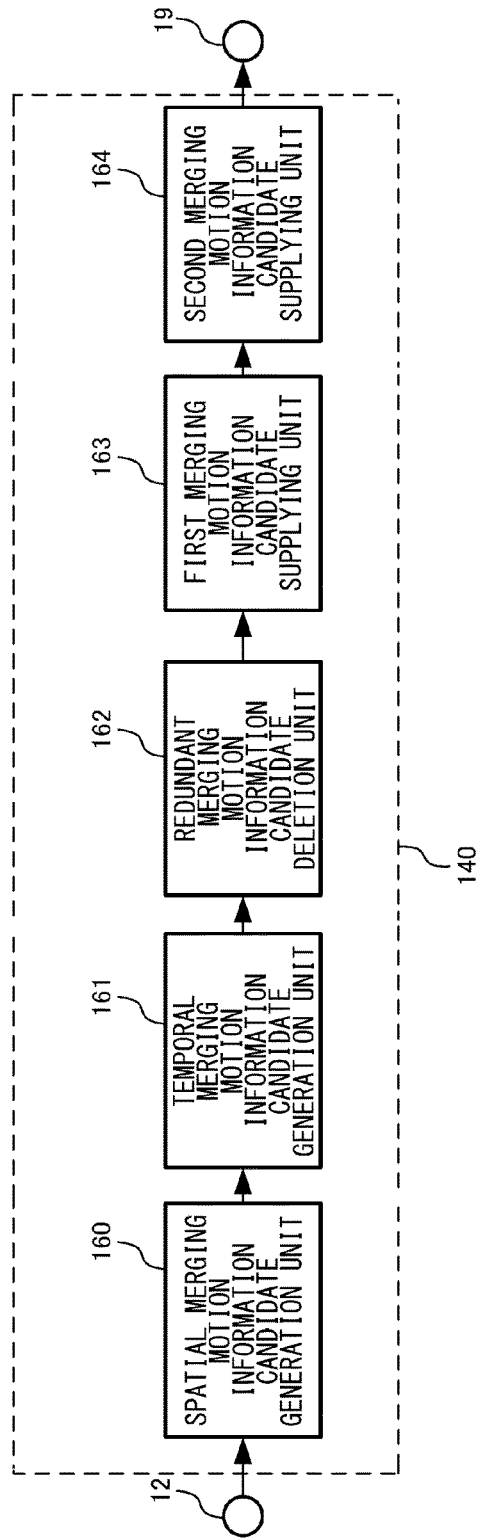 12
160
SPATIAL MERGING
MOTION
INFORMATION
CANDIDATE
GENERATION UNIT
161
TEMPORAL
MERGING
MOTION
INFORMATION
CANDIDATE
GENERATION UNIT
162
REDUNDANT
MERGING
MOTION
INFORMATION
CANDIDATE
DELETION UNIT
163
FIRST MERGING
MOTION
INFORMATION
CANDIDATE
SUPPLYING UNIT
164
SECOND MERGING
MOTION
INFORMATION
CANDIDATE
SUPPLYING UNIT
19
140